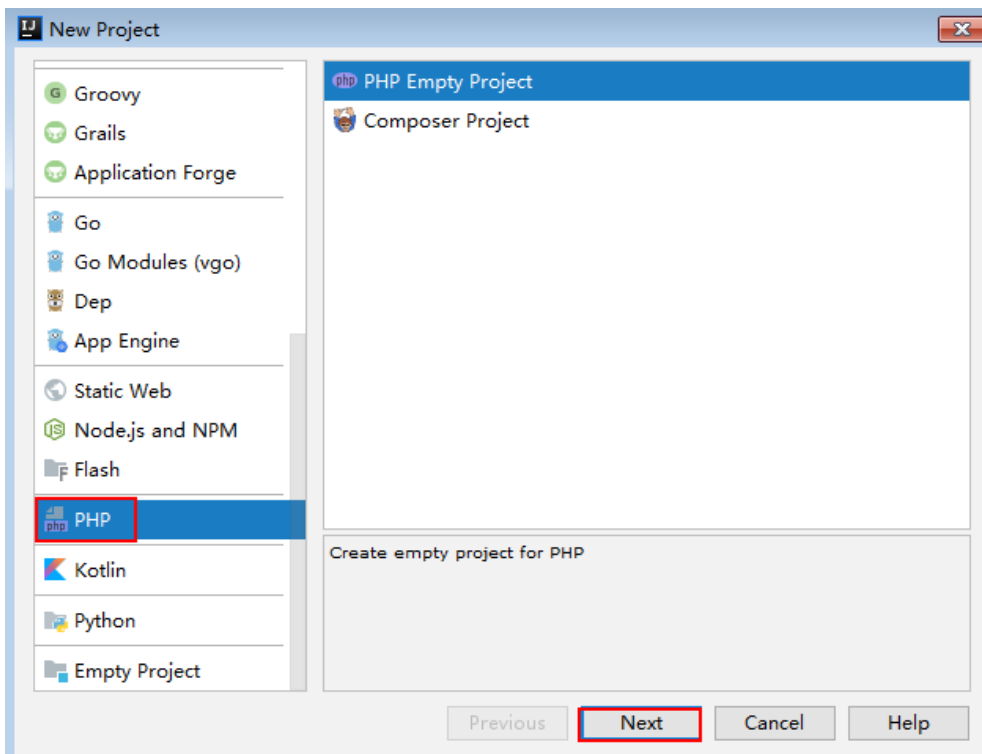 New Project
Groovy
Grails
Application Forge
Go
Go Modules (vgo)
Dep
App Engine
Static Web
Node.js and NPM
Flash
PHP
Kotlin
Python
Empty Project
PHP Empty Project
Composer Project
Create empty project for PHP
Previous
Next
Cancel
Help